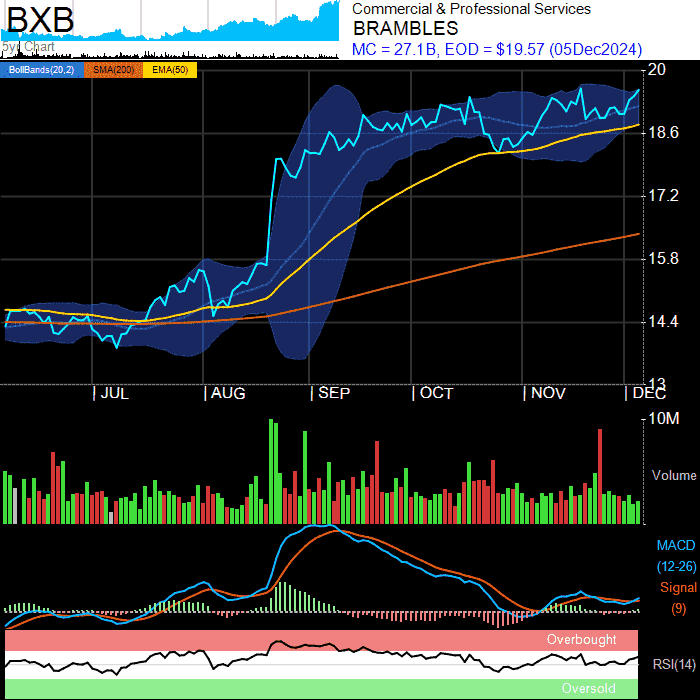 BXB
5yr Chart
Commercial & Professional Services
BRAMBLES
MC = 27.1B, EOD = $19.57 (05Dec2024)
BollBands(20,2) SMA(200) EMA(50)
20
18.6
17.2
15.8
14.4
13
JUL AUG SEP OCT NOV DEC
10M
Volume
MACD
(12-26)
Signal
(9)
Overbought
RSI(14)
Oversold